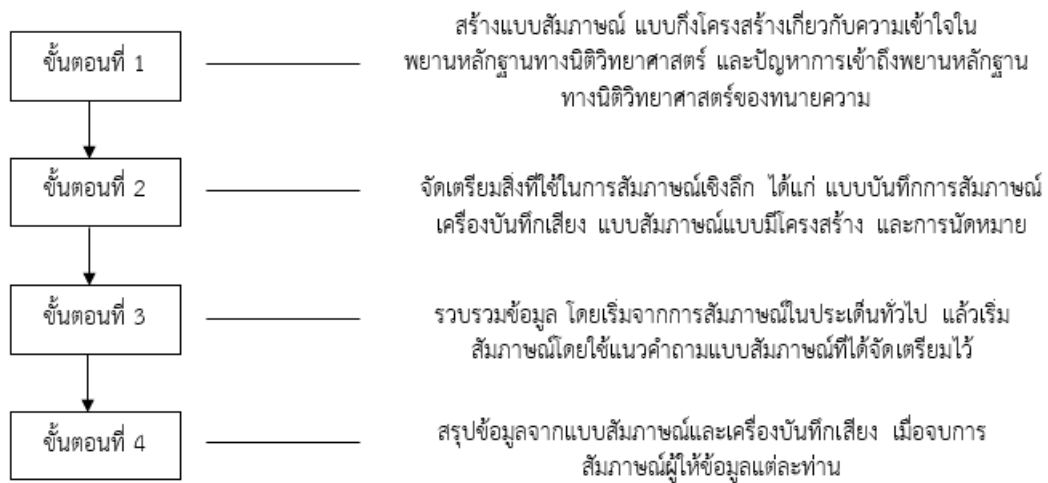 สร้างแบบสัมภาษณ์ แบบกึ่งโครงสร้างเกี่ยวกับความเข้าใจใน
ขั้นตอนที่ 1
พยานหลักฐานทางนิติวิทยาศาสตร์ และปัญหาการเข้าถึงพยานหลักฐาน
ทางนิติวิทยาศาสตร์ของทนายความ
ขั้นตอนที่ 2
จัดเตรียมสิ่งที่ใช้ในการสัมภาษณ์เชิงลึก ได้แก่ แบบบันทึกการสัมภาษณ์
เครื่องบันทึกเสียง แบบสัมภาษณ์แบบมีโครงสร้าง และการนัดหมาย
ขั้นตอนที่ 3
รวบรวมข้อมูล โดยเริ่มจากการสัมภาษณ์ในประเด็นทั่วไป แล้วเริ่ม
สัมภาษณ์โดยใช้แนวคำถามแบบสัมภาษณ์ที่ได้จัดเตรียมไว้
ขั้นตอนที่ 4
สรุปข้อมูลจากแบบสัมภาษณ์และเครื่องบันทึกเสียง เมื่อจบการ
สัมภาษณ์ผู้ให้ข้อมูลแต่ละท่าน